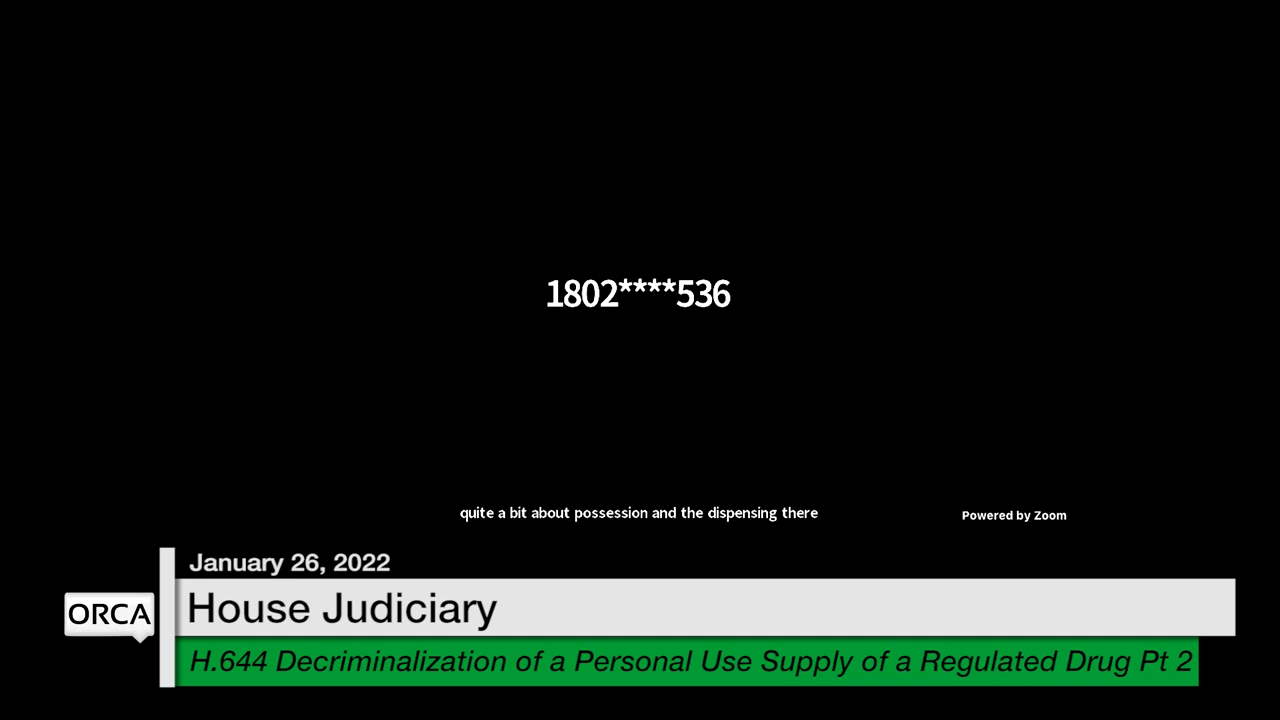 1802****536
quite a bit about possession and the dispensing there
Powered by Zoom
January 26, 2022
ORCA
House Judiciary
H.644 Decriminalization of a Personal Use Supply of a Regulated Drug Pt 2